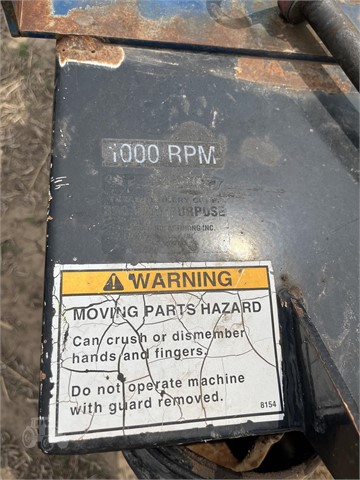 1000 RPM
PURPOSE
INC.
WARNING
MOVING PARTS HAZARD
Can crush or dismember
hands and fingers.
Do not operate machine
with guard removed.
8154